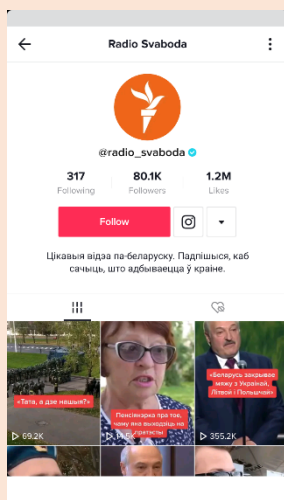 Radio Svaboda
@radio_svaboda
317
80.1K
1.2M
Following
Followers
Likes
Follow
Цікавыя відэа па-беларуску. Падпішыся, каб
сачыць, што адбываецца ў краіне.
«Тата, а дзе нашыя?»
69.2K
Пенсіянерка пра тое,
чаму яна выходзіць на
пратэсты
«Беларусь закрывае
мяжу з Украінай,
Літвой і Польшчай»
355.2K